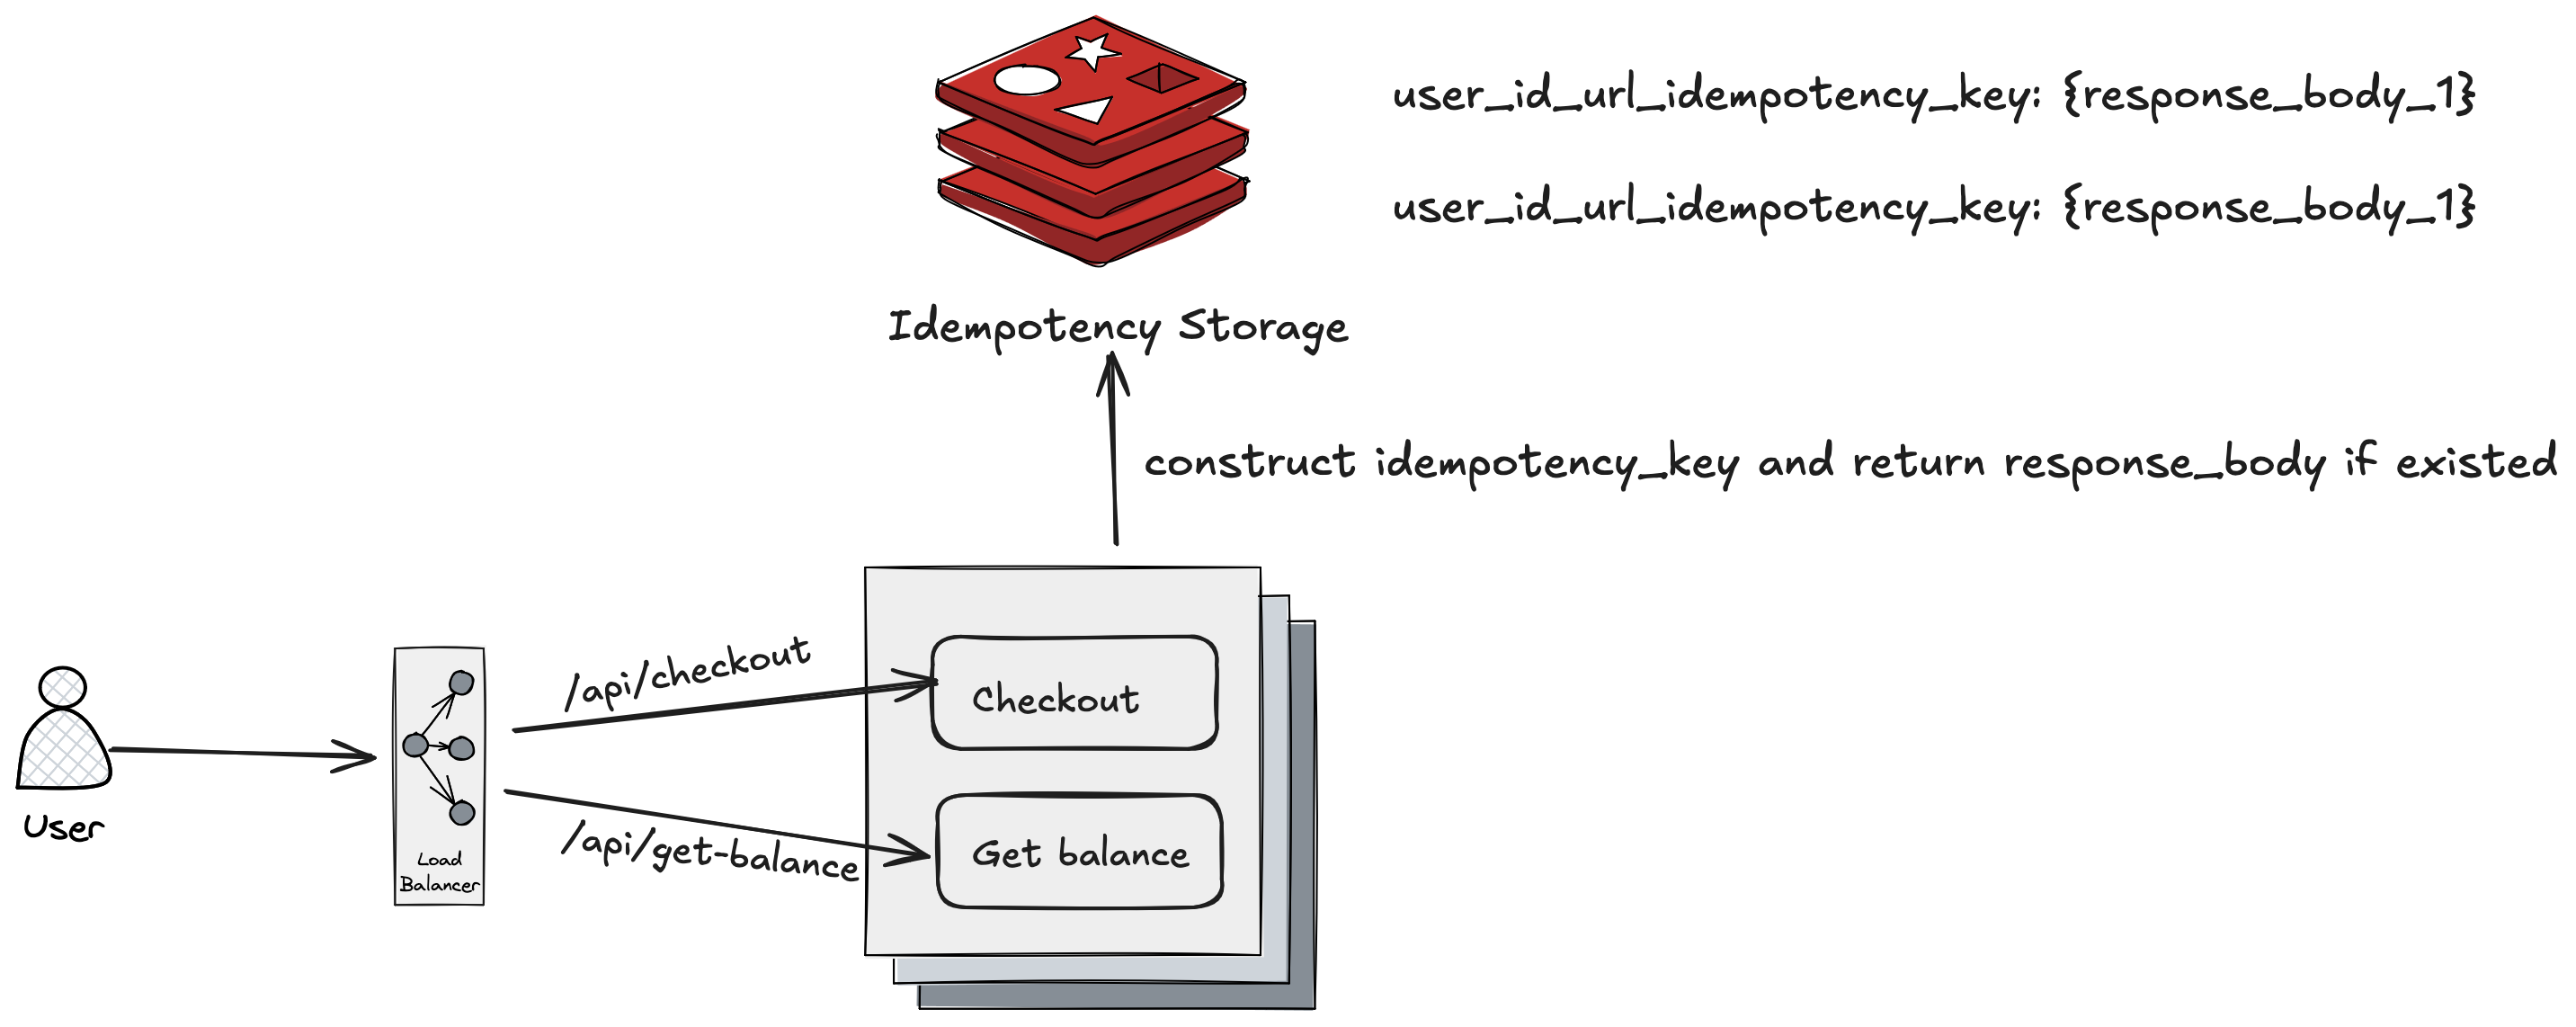 user_id_url_idempotency_key: {response_body_1}
user_id_url_idempotency_key: {response_body_1}
Idempotency Storage
construct idempotency_key and return response_body if existed
/api/checkout
Checkout
User
/api/get-balance
Get balance
Load
Balancer